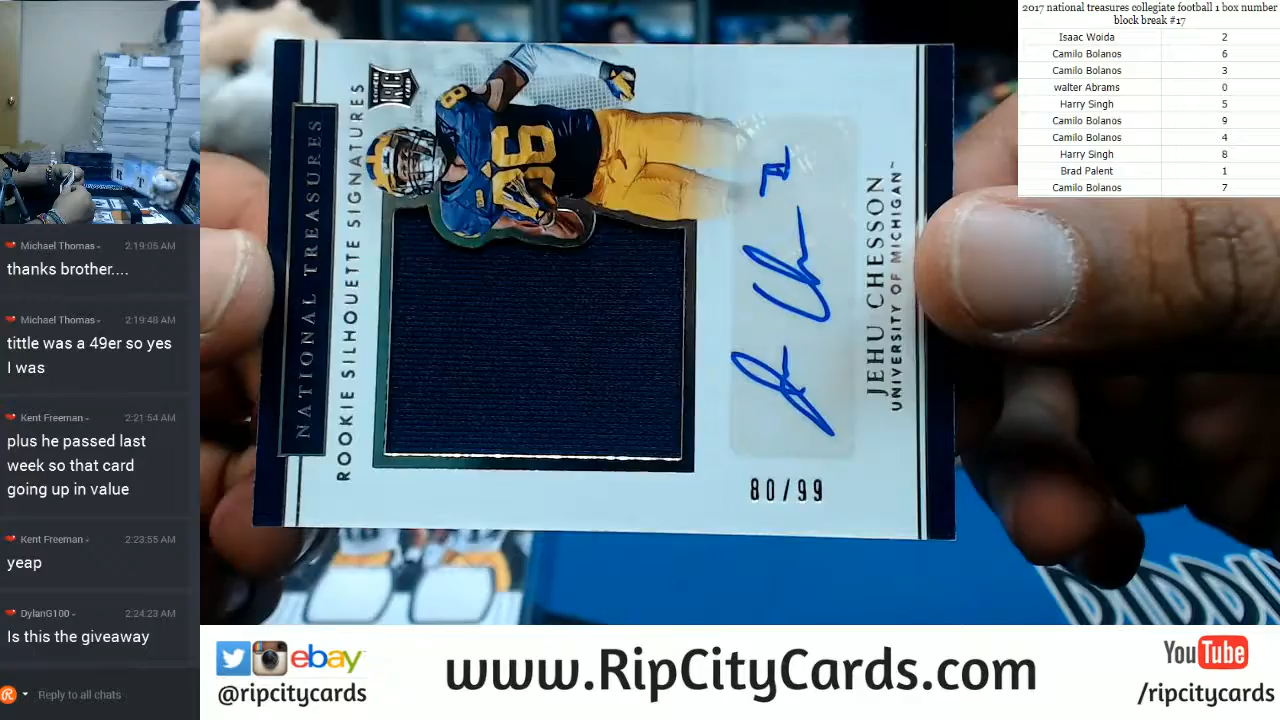 2017 national treasures collegiate football 1 box number
block break #17
Isaac Woida 2
Camilo Bolanos 6
Camilo Bolanos 3
walter Abrams 0
Harry Singh 5
Camilo Bolanos 9
Camilo Bolanos 4
Harry Singh 8
Brad Palent 1
Camilo Bolanos 7
Michael Thomas 2:19:05 AM
thanks brother....
Michael Thomas 2:19:48 AM
tittle was a 49er so yes
I was
Kent Freeman 2:21:54 AM
plus he passed last
week so that card
going up in value
Kent Freeman 2:23:55 AM
yeap
DylanG100 2:24:23 AM
Is this the giveaway
Reply to all chats
NATIONAL TREASURES
ROOKIE SILHOUETTE SIGNATURES
RC
86
8
II
JEHU CHESSON
UNIVERSITY OF MICHIGAN™
80/99
R T
ebay
@ripcitycards
www.RipCityCards.com
YouTube
/ripcitycards